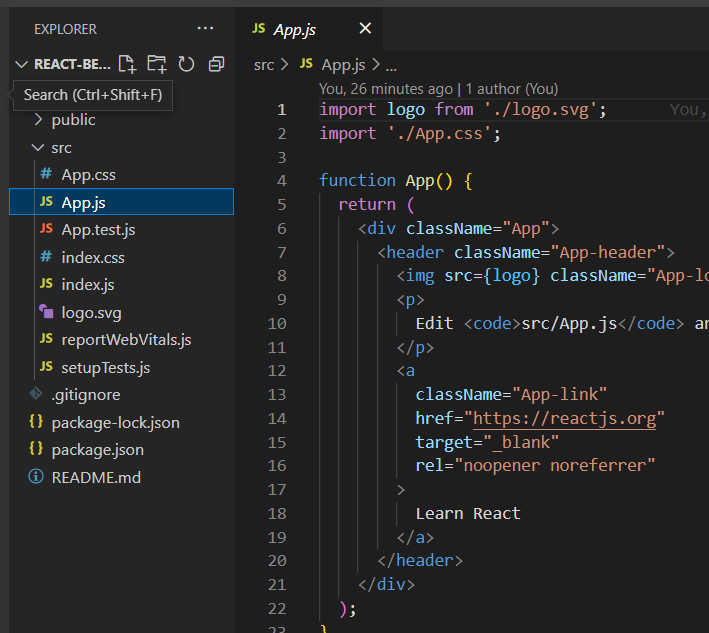 EXPLORER ...
REACT-BE...
Search (Ctrl+Shift+F)
public
src
# App.css
JS App.js
JS App.test.js
# index.css
JS index.js
logo.svg
JS reportWebVitals.js
JS setupTests.js
.gitignore
{} package-lock.json
{} package.json
README.md
JS App.js
src > JS App.js > ...
You, 26 minutes ago | 1 author (You)
1 import logo from './logo.svg'; You,
2 import './App.css';
3
4 function App() {
5 return (
6 <div className="App">
7 <header className="App-header">
8 <img src={logo} className="App-lo
9 <p>
10 Edit <code>src/App.js</code> an
11 </p>
12 <a
13 className="App-link"
14 href="https://reactjs.org"
15 target="_blank"
16 rel="noopener noreferrer"
17 >
18 Learn React
19 </a>
20 </header>
21 </div>
22 );
23 }